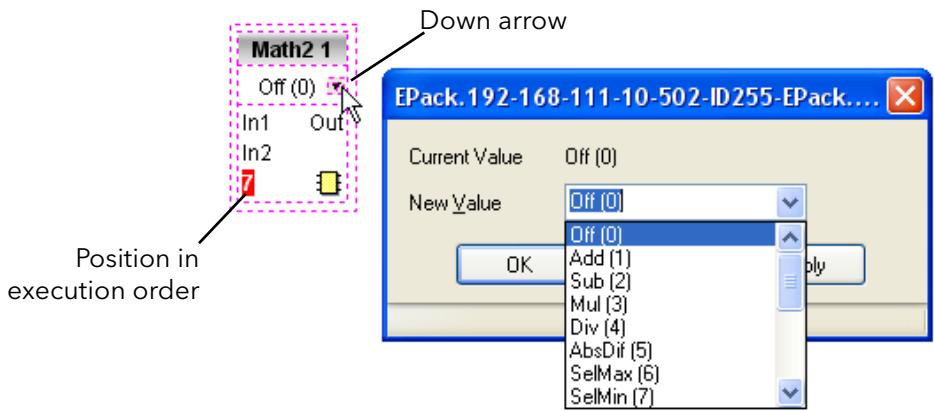 Down arrow
Math2 1
Off (0)
In1 Out
In2
7
Position in
execution order
EPack.192-168-111-10-502-ID255-EPack....
Current Value Off (0)
New Value Off (0)
Off (0)
Add (1)
Sub (2)
Mul (3)
Div (4)
AbsDif (5)
SelMax (6)
SelMin (7)
OK